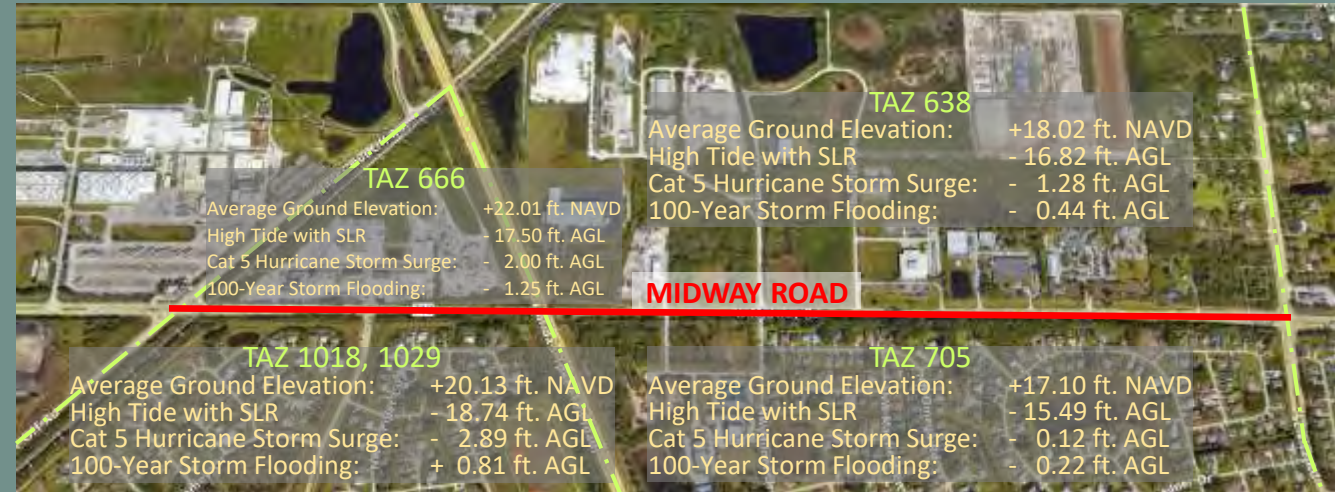 TAZ 638
Average Ground Elevation: +18.02 ft. NAVD
High Tide with SLR - 16.82 ft. AGL
Cat 5 Hurricane Storm Surge: - 1.28 ft. AGL
100-Year Storm Flooding: - 0.44 ft. AGL
TAZ 666
Average Ground Elevation: +22.01 ft. NAVD
High Tide with SLR - 17.50 ft. AGL
Cat 5 Hurricane Storm Surge: - 2.00 ft. AGL
100-Year Storm Flooding: - 1.25 ft. AGL
MIDWAY ROAD
TAZ 1018, 1029
Average Ground Elevation: +20.13 ft. NAVD
High Tide with SLR - 18.74 ft. AGL
Cat 5 Hurricane Storm Surge: - 2.89 ft. AGL
100-Year Storm Flooding: + 0.81 ft. AGL
TAZ 705
Average Ground Elevation: +17.10 ft. NAVD
High Tide with SLR - 15.49 ft. AGL
Cat 5 Hurricane Storm Surge: - 0.12 ft. AGL
100-Year Storm Flooding: - 0.22 ft. AGL